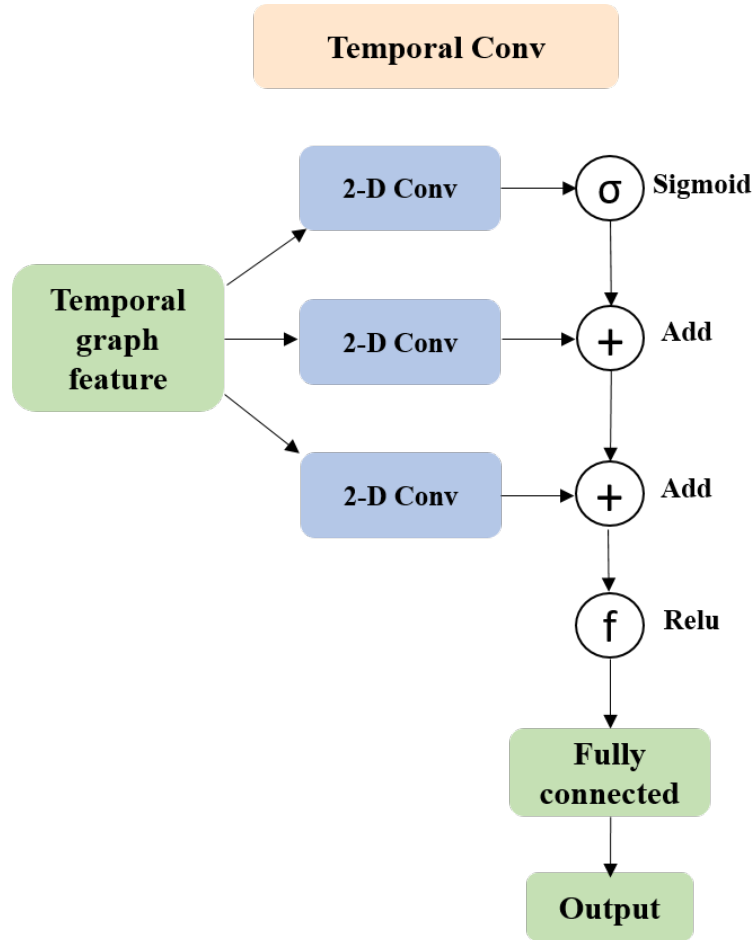 Temporal Conv
2-D Conv
σ
Sigmoid
Temporal
graph
feature
2-D Conv
+
Add
2-D Conv
+
Add
f
Relu
Fully
connected
Output